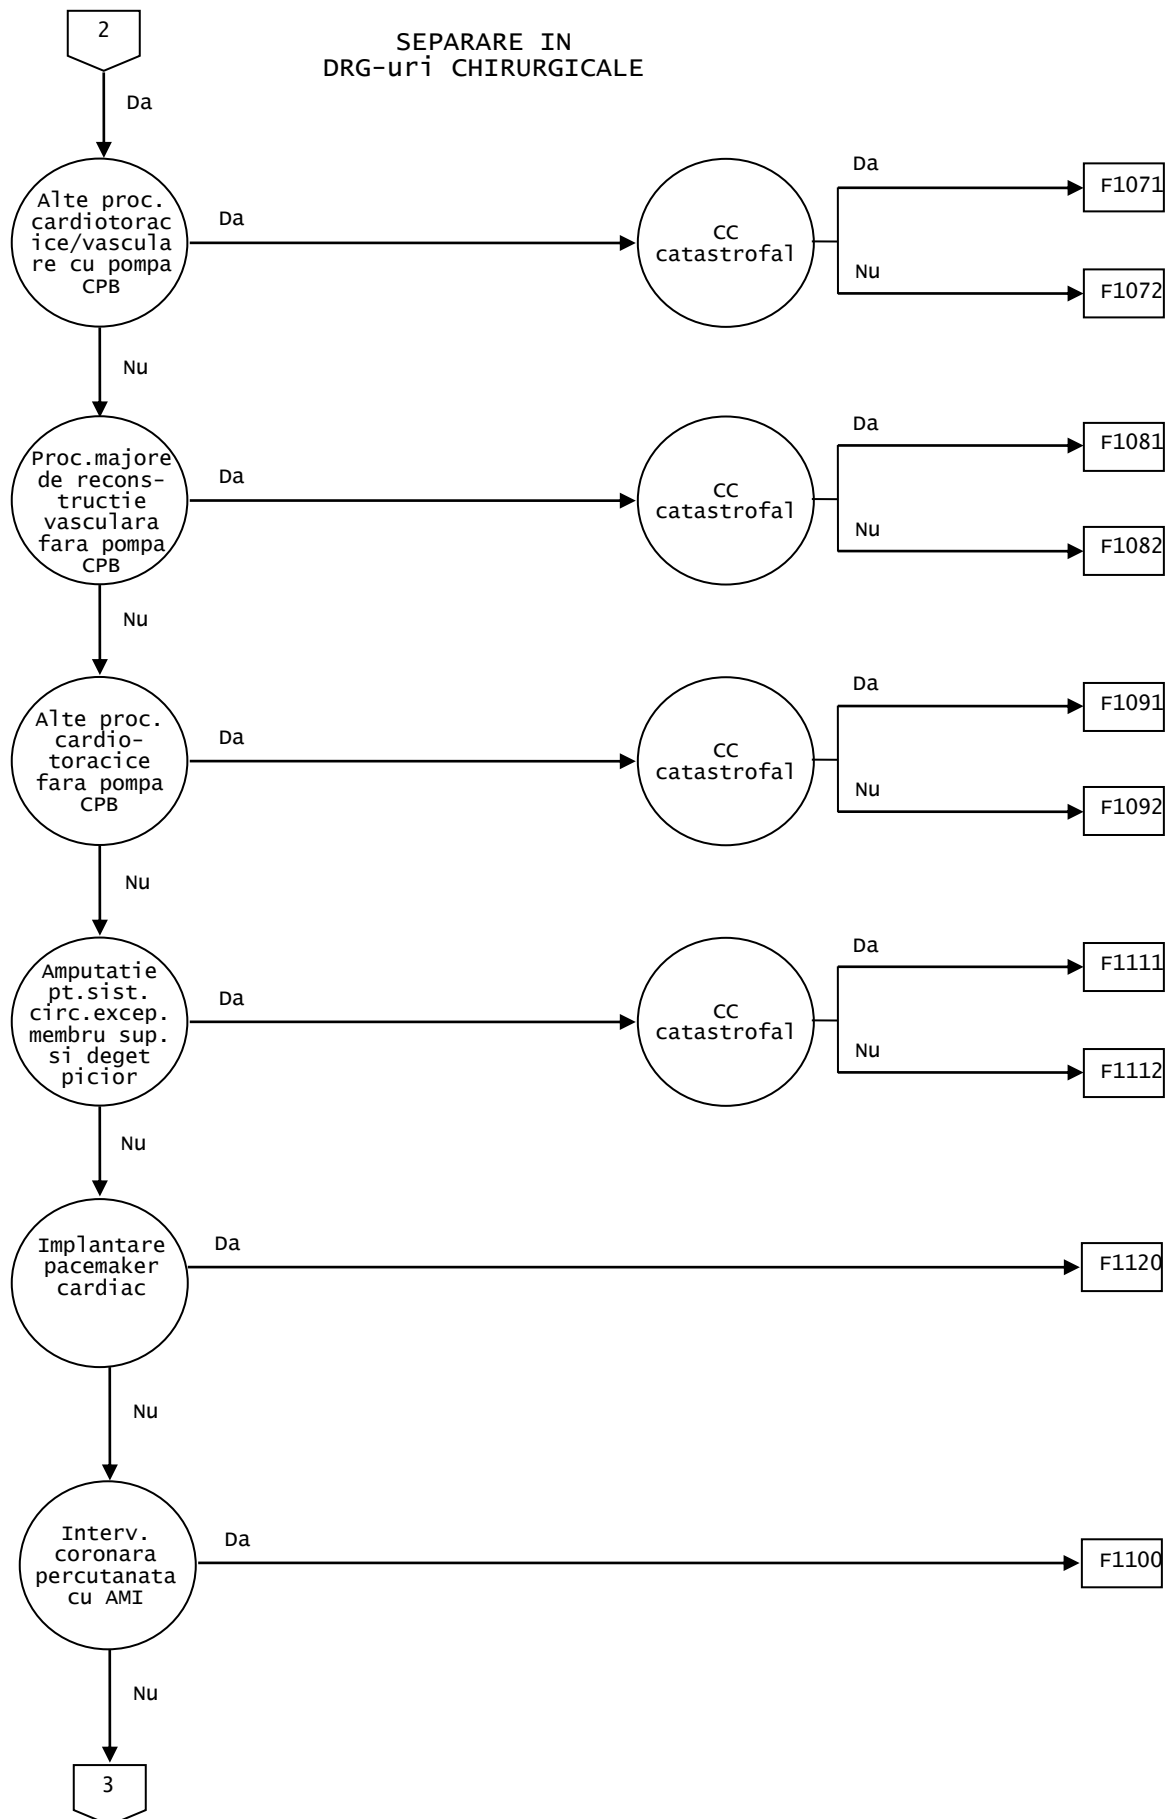 2
SEPARARE IN
DRG-uri CHIRURGICALE
Da
Alte proc.
cardiotorac
ice/vascula
re cu pompa
CPB
Da
CC
catastrofal
Da
F1071
Nu
F1072
Nu
Proc.majore
de recons-
tructie
vasculara
fara pompa
CPB
Da
CC
catastrofal
Da
F1081
Nu
F1082
Nu
Alte proc.
cardio-
toracice
fara pompa
CPB
Da
CC
catastrofal
Da
F1091
Nu
F1092
Nu
Amputatie
pt.sist.
circ.excep.
membru sup.
si deget
picior
Da
CC
catastrofal
Da
F1111
Nu
F1112
Nu
Implantare
pacemaker
cardiac
Da
F1120
Nu
Interv.
coronara
percutanata
cu AMI
Da
F1100
Nu
3